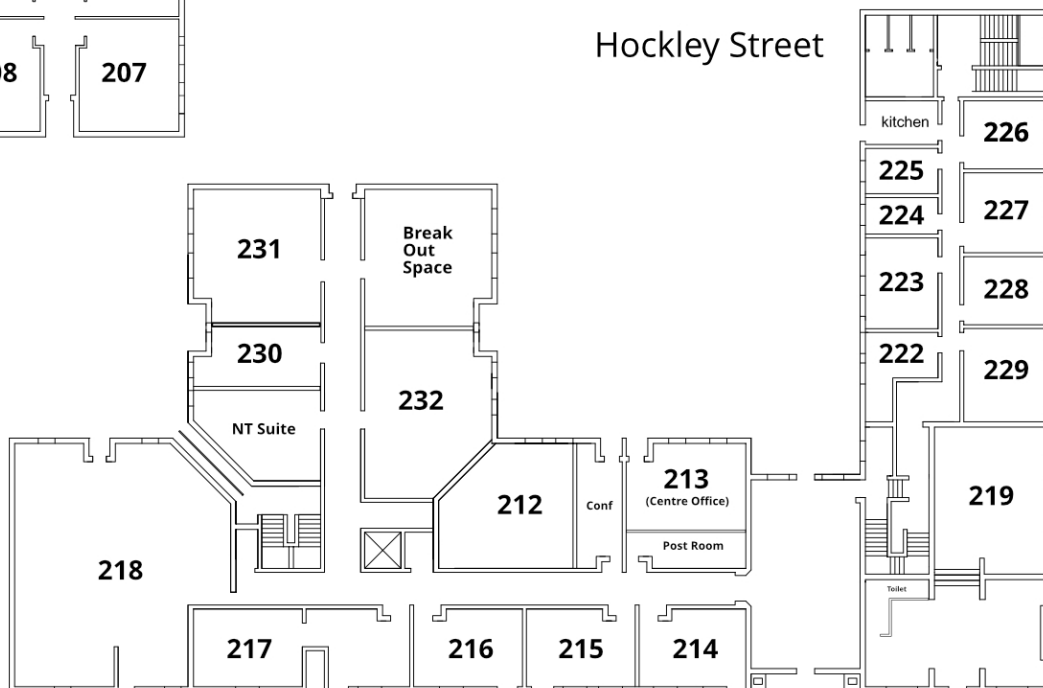 Hockley Street
08
207
kitchen
226
225
227
224
231
Break
Out
Space
223
228
230
222
229
232
NT Suite
213
(Centre Office)
219
212
Conf
Post Room
218
Toilet
217
216
215
214